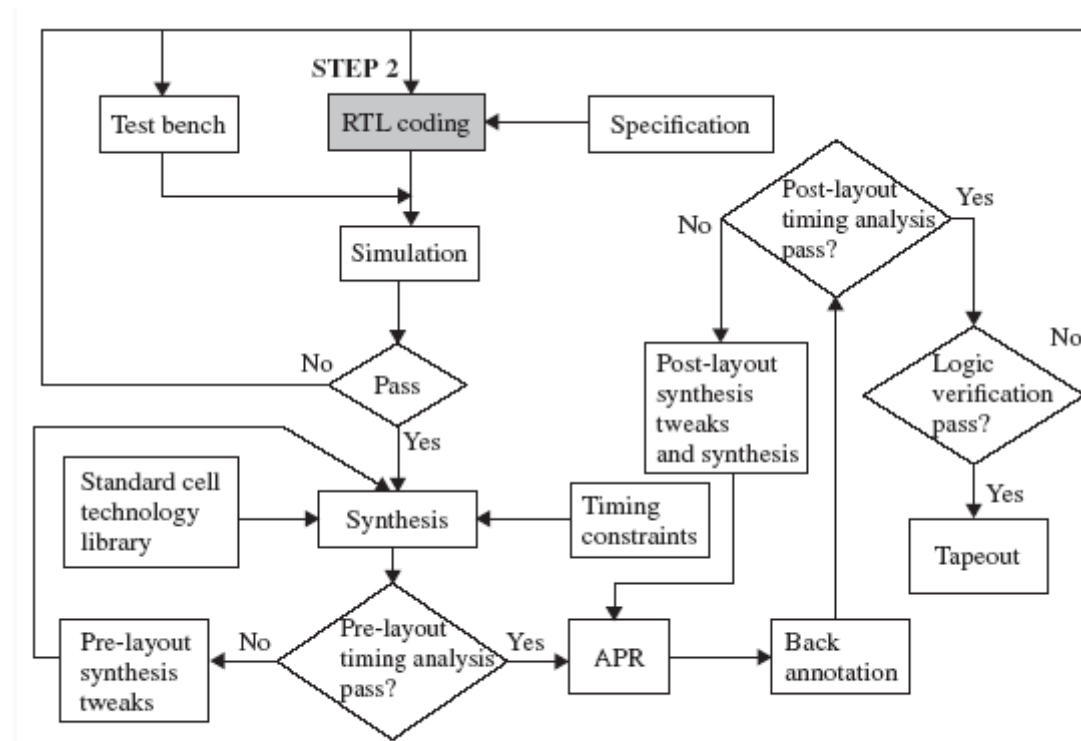 STEP 2
Test bench
RTL coding
Specification
Simulation
No
Pass
Yes
Standard cell
technology
library
Synthesis
Timing
constraints
Pre-layout
synthesis
tweaks
No
Pre-layout
timing analysis
pass?
Yes
APR
Back
annotation
Post-layout
synthesis
tweaks
and synthesis
No
Post-layout
timing analysis
pass?
Yes
Logic
verification
pass?
No
Yes
Tapeout